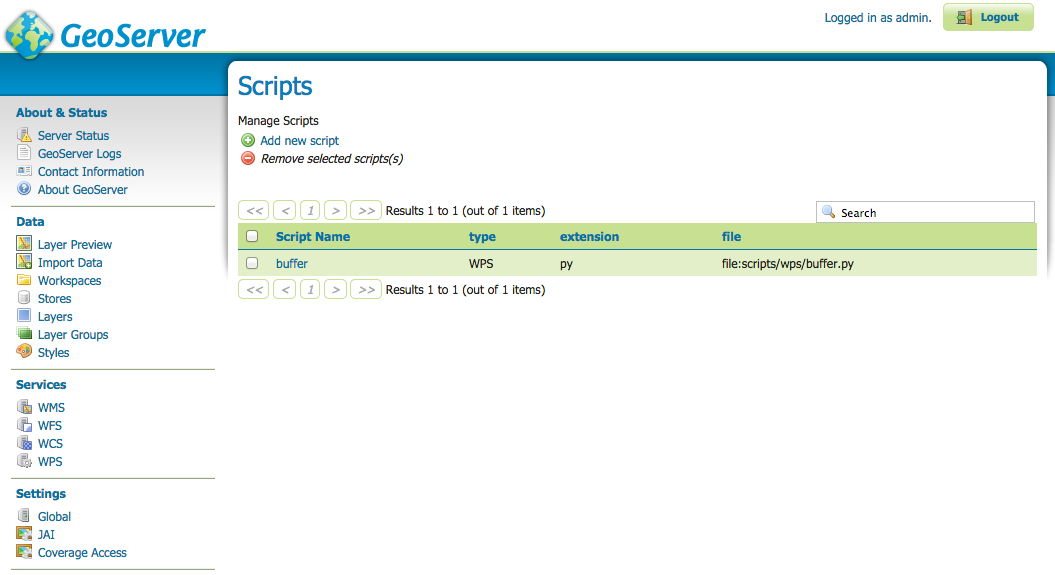 GeoServer
Logged in as admin.
Logout
About & Status
Server Status
GeoServer Logs
Contact Information
About GeoServer
Data
Layer Preview
Import Data
Workspaces
Stores
Layers
Layer Groups
Styles
Services
WMS
WFS
WCS
WPS
Settings
Global
JAI
Coverage Access
Scripts
Manage Scripts
Add new script
Remove selected scripts(s)
<< < 1 > >> Results 1 to 1 (out of 1 items)
Search
Script Name type extension file
buffer WPS py file:scripts/wps/buffer.py
<< < 1 > >> Results 1 to 1 (out of 1 items)